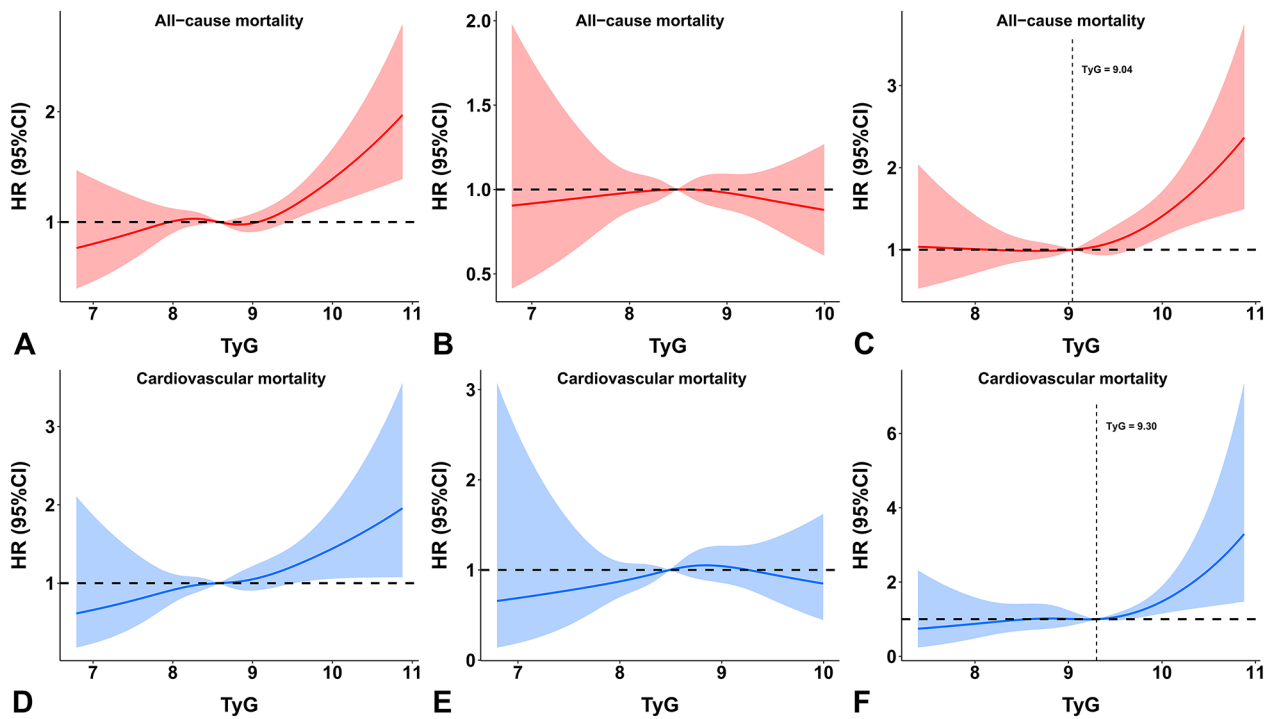 All−cause mortality
HR (95%CI)
2
1
7 8 9 10 11
TyG
A
All−cause mortality
HR (95%CI)
2.0
1.5
1.0
0.5
7 8 9 10
TyG
B
All−cause mortality
TyG = 9.04
HR (95%CI)
3
2
1
8 9 10 11
TyG
C
Cardiovascular mortality
HR (95%CI)
3
2
1
7 8 9 10 11
TyG
D
Cardiovascular mortality
HR (95%CI)
3
2
1
0
7 8 9 10
TyG
E
Cardiovascular mortality
TyG = 9.30
HR (95%CI)
6
4
2
0
8 9 10 11
TyG
F